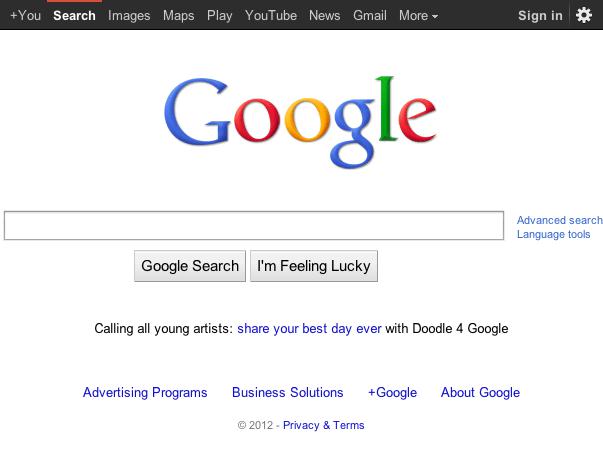 +You Search Images Maps Play YouTube News Gmail More Sign in
Google
Advanced search
Language tools
Google Search I'm Feeling Lucky
Calling all young artists: share your best day ever with Doodle 4 Google
Advertising Programs Business Solutions +Google About Google
© 2012 - Privacy & Terms